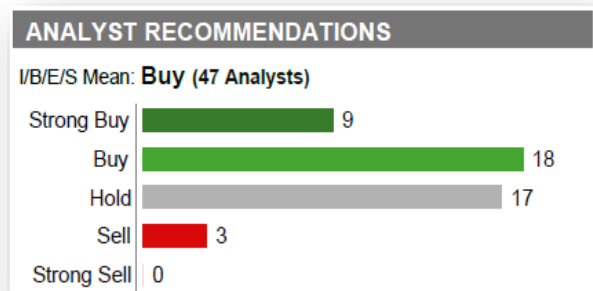 ANALYST RECOMMENDATIONS
I/B/E/S Mean: Buy (47 Analysts)
Strong Buy 9
Buy 18
Hold 17
Sell 3
Strong Sell 0